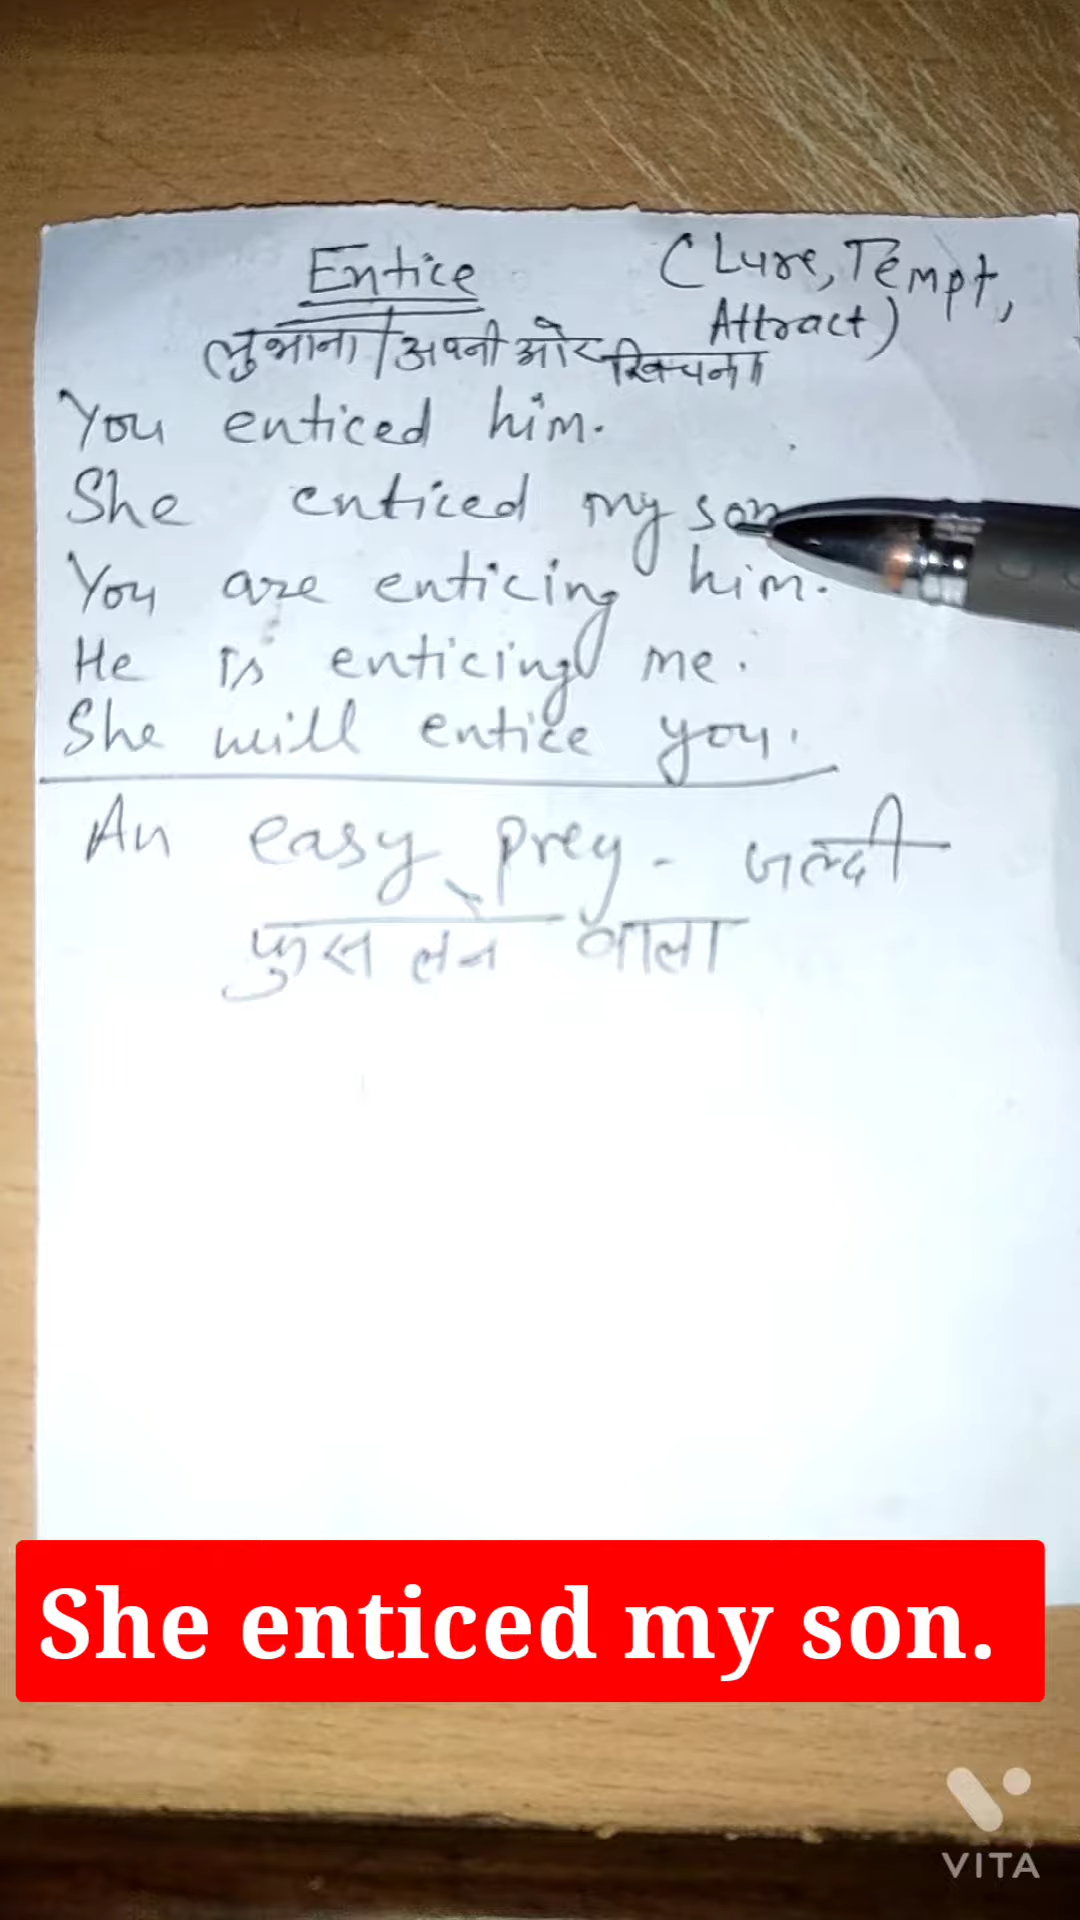 Entice (Lure, Tempt,
Attract)
लुभाना/अपनी ओर खिंचना
You enticed him.
She enticed my son
You are enticing him.
He is enticing me.
She will entice you.
An easy prey - जल्दी
फुसलने वाला
She enticed my son.
VITA